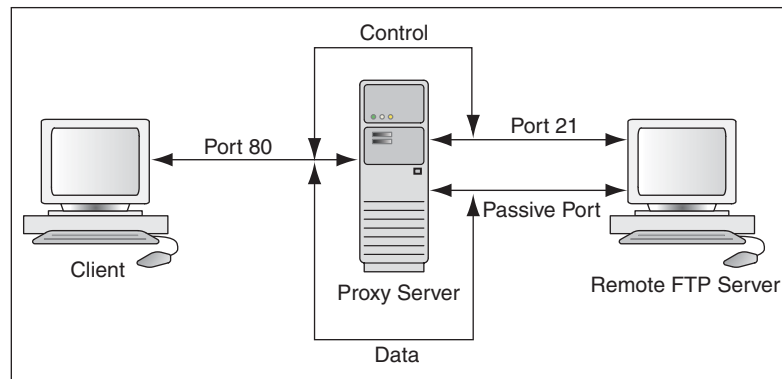 Control
Port 80
Port 21
Passive Port
Client
Proxy Server
Remote FTP Server
Data